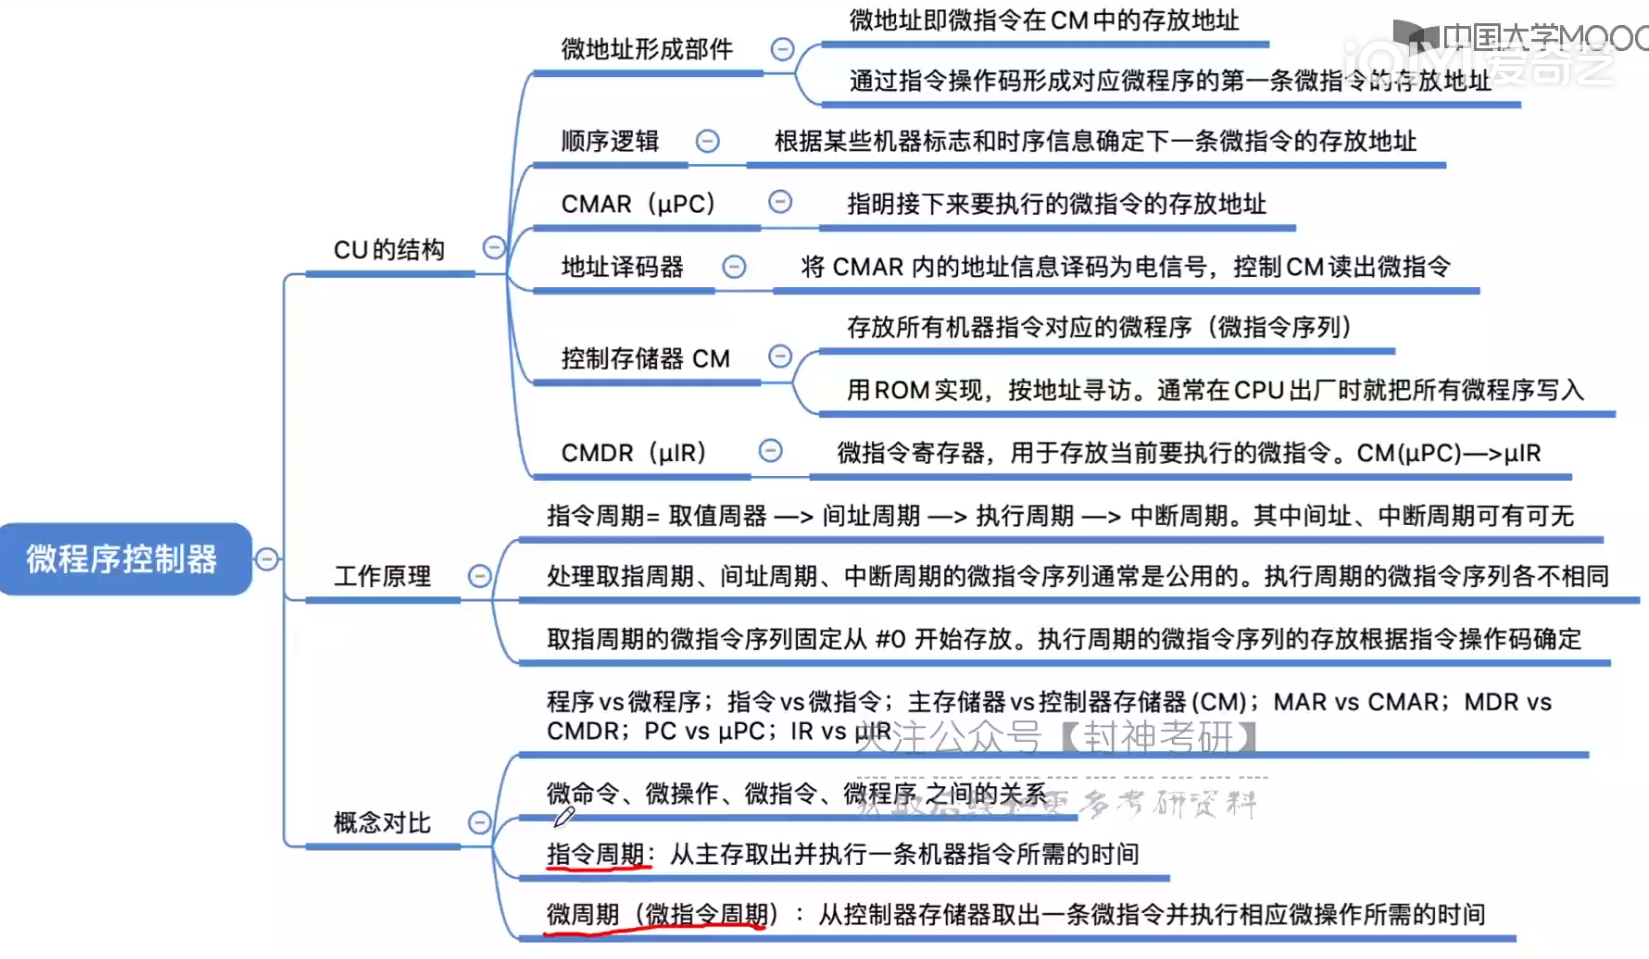 微地址即微指令在CM中的存放地址
中国大学MOOC
iQIYI 爱奇艺
微地址形成部件
通过指令操作码形成对应微程序的第一条微指令的存放地址
顺序逻辑
根据某些机器标志和时序信息确定下一条微指令的存放地址
CMAR（μPC）
指明接下来要执行的微指令的存放地址
CU的结构
地址译码器
将 CMAR 内的地址信息译码为电信号，控制CM读出微指令
存放所有机器指令对应的微程序（微指令序列）
控制存储器 CM
用ROM实现，按地址寻访。通常在CPU出厂时就把所有微程序写入
CMDR（μIR）
微指令寄存器，用于存放当前要执行的微指令。CM(μPC)—>μIR
微程序控制器
指令周期= 取值周器 —> 间址周期 —> 执行周期 —> 中断周期。其中间址、中断周期可有可无
工作原理
处理取指周期、间址周期、中断周期的微指令序列通常是公用的。执行周期的微指令序列各不相同
取指周期的微指令序列固定从 #0 开始存放。执行周期的微指令序列的存放根据指令操作码确定
程序vs微程序；指令vs微指令；主存储器vs控制器存储器(CM)；MAR vs CMAR；MDR vs
CMDR；PC vs μPC；IR vs μIR
关注公众号【封神考研】
微命令、微操作、微指令、微程序 之间的关系
获取后续和更多考研资料
概念对比
指令周期：从主存取出并执行一条机器指令所需的时间
微周期（微指令周期）：从控制器存储器取出一条微指令并执行相应微操作所需的时间